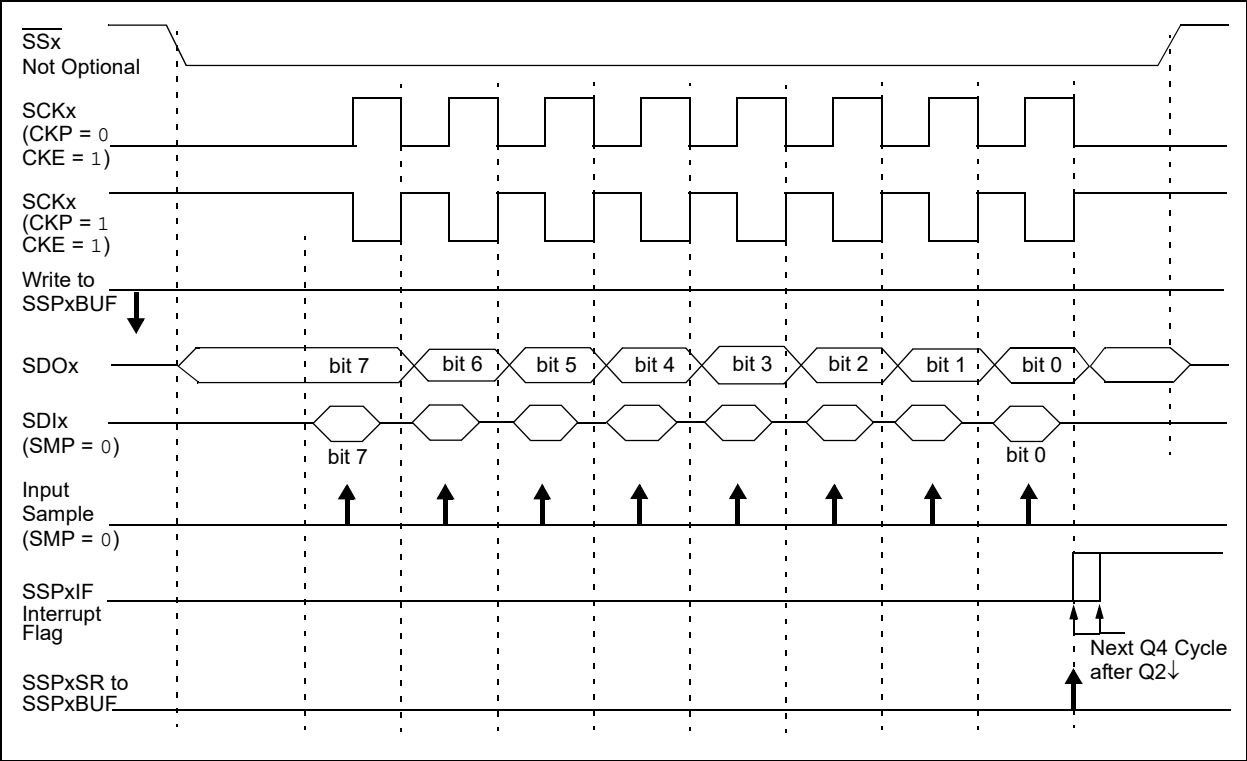 SSx
Not Optional
SCKx
(CKP = 0
CKE = 1)
SCKx
(CKP = 1
CKE = 1)
Write to
SSPxBUF
SDOx
bit 7
bit 6
bit 5
bit 4
bit 3
bit 2
bit 1
bit 0
SDIx
(SMP = 0)
bit 7
bit 0
Input
Sample
(SMP = 0)
SSPxIF
Interrupt
Flag
Next Q4 Cycle
after Q2↓
SSPxSR to
SSPxBUF